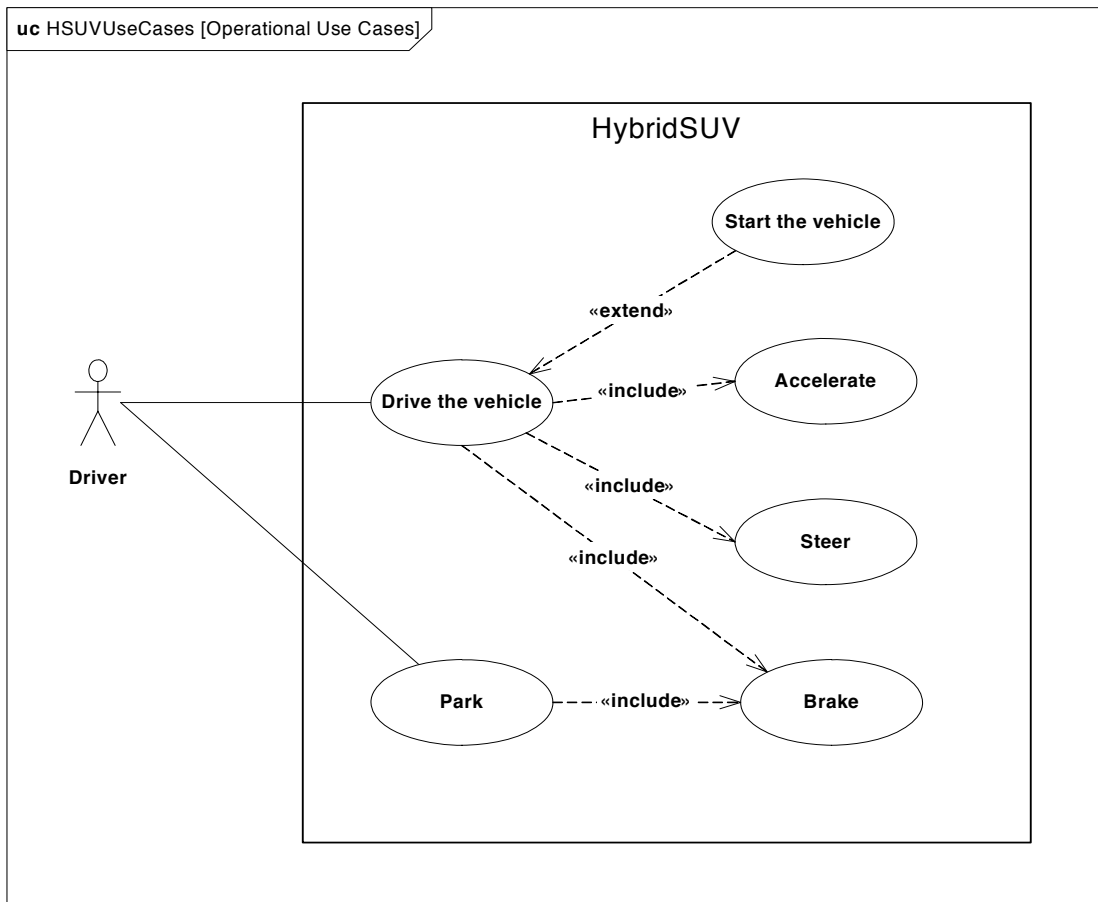 uc HSUVUseCases [Operational Use Cases]
HybridSUV
Start the vehicle
«extend»
Accelerate
Drive the vehicle
«include»
Driver
«include»
Steer
«include»
Park
«include»
Brake